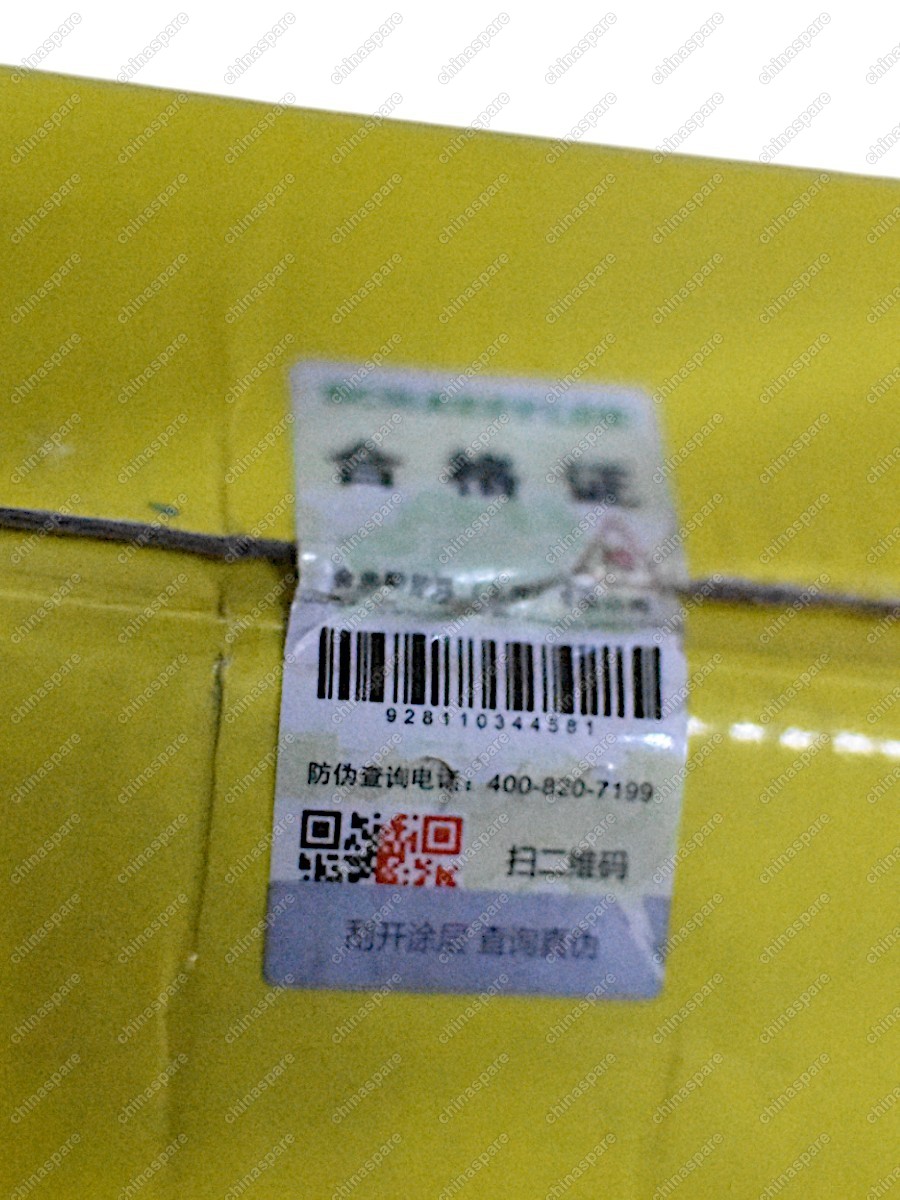 合格证
928110344581
防伪查询电话：400-820-7199
扫二维码
刮开涂层 查询真伪
chinaspare